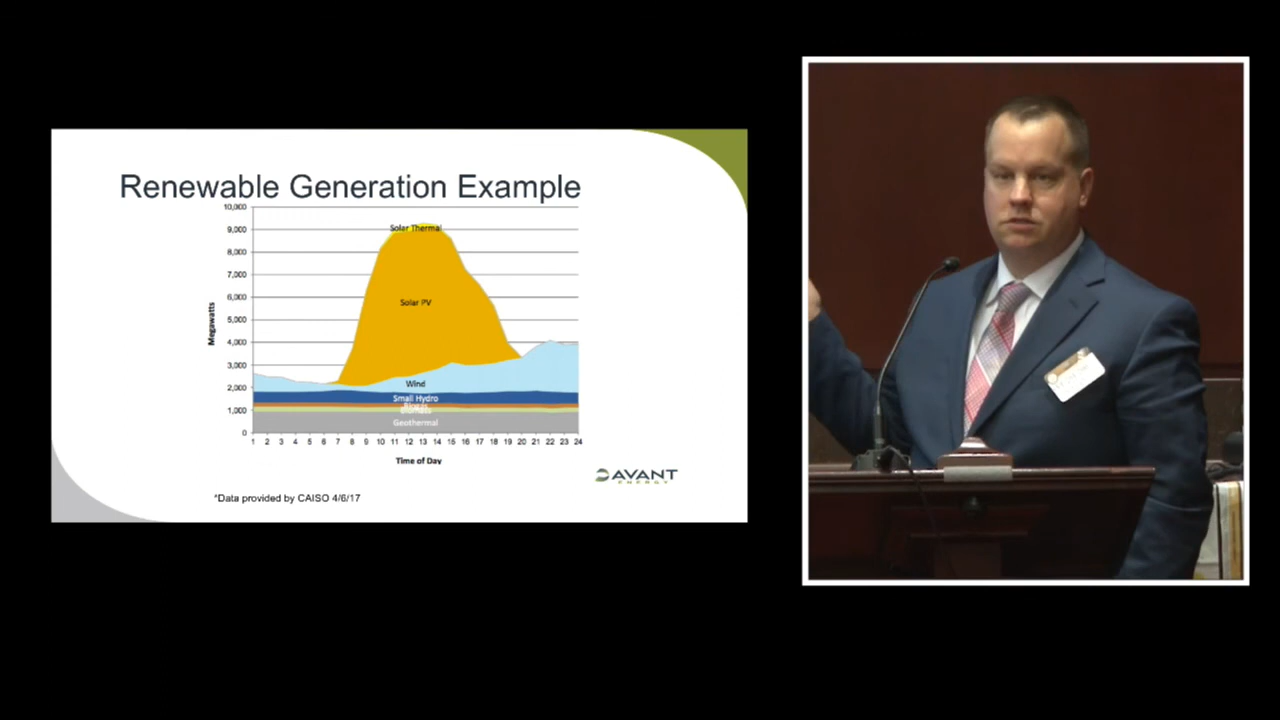 Renewable Generation Example
10,000
9,000
8,000
7,000
6,000
5,000
4,000
3,000
2,000
1,000
0
Megawatts
Solar Thermal
Solar PV
Wind
Small Hydro
Biogas
Biomass
Geothermal
1 2 3 4 5 6 7 8 9 10 11 12 13 14 15 16 17 18 19 20 21 22 23 24
Time of Day
AVANT
ENERGY
*Data provided by CAISO 4/6/17